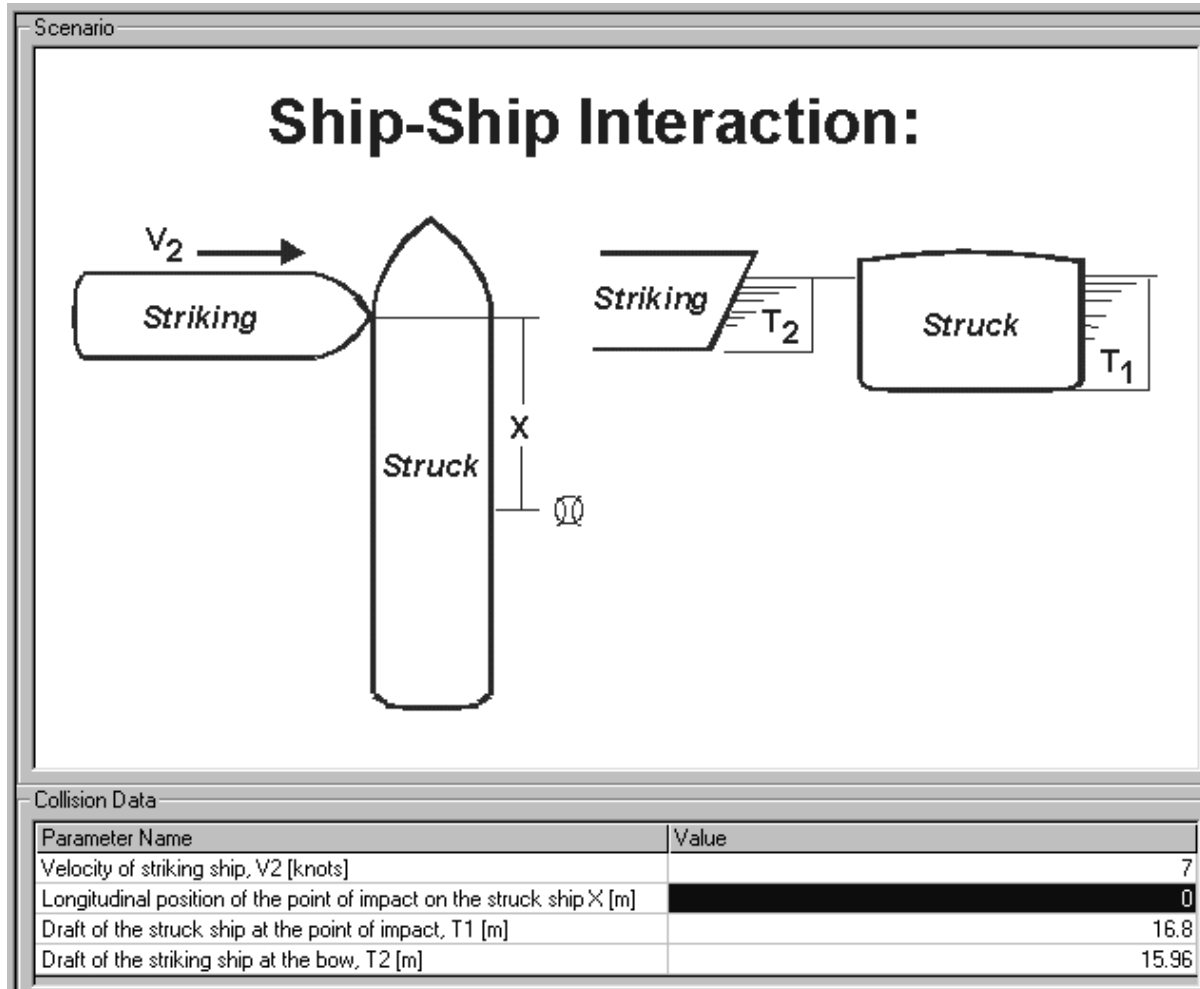 Scenario
Ship-Ship Interaction:
V2
Striking
Struck
X
Striking
T2
Struck
T1
Collision Data
Parameter Name Value
Velocity of striking ship, V2 [knots] 7
Longitudinal position of the point of impact on the struck ship X [m] 0
Draft of the struck ship at the point of impact, T1 [m] 16.8
Draft of the striking ship at the bow, T2 [m] 15.96